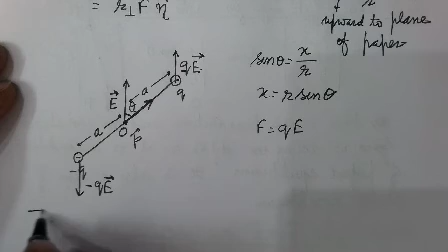 = r⊥ F η̂
upward to plane
of paper
sinθ = x/r
x = r sinθ
F = qE
qE⃗
q
E⃗
θ
a
a
O
p⃗
-q
-qE⃗